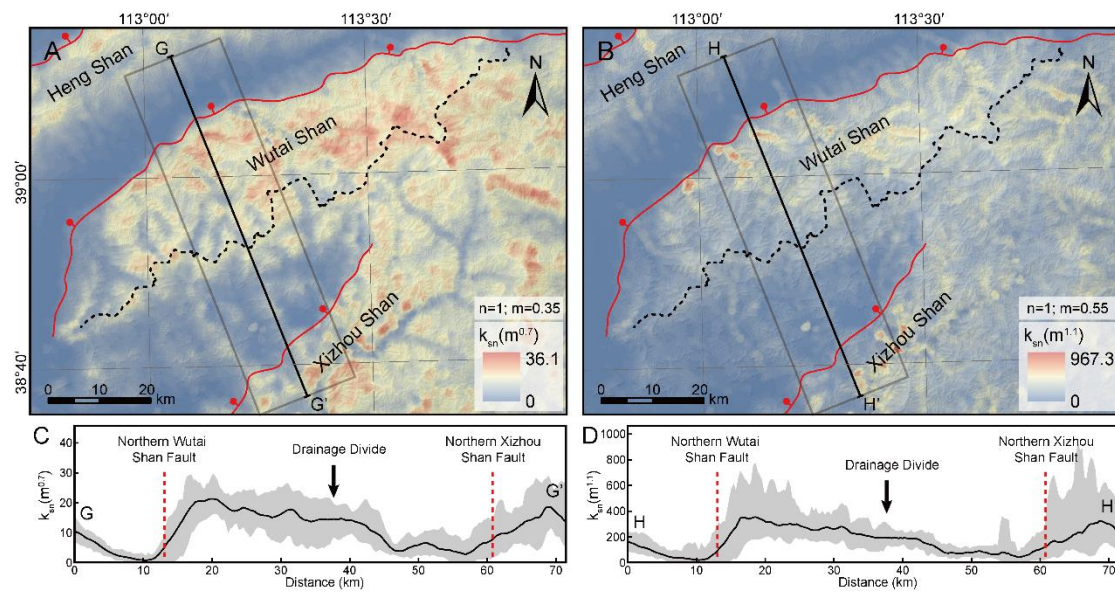 113°00'
113°30'
113°00'
113°30'
A
G
Heng Shan
N
Wutai Shan
39°00'
38°40'
Xizhou Shan
G'
n=1; m=0.35
ksn(m^0.7)
36.1
0
0
10
20
km
B
H
Heng Shan
N
Wutai Shan
Xizhou Shan
H'
n=1; m=0.55
ksn(m^1.1)
967.3
0
0
10
20
km
C
Northern Wutai
Shan Fault
Drainage Divide
Northern Xizhou
Shan Fault
G
G'
ksn(m^0.7)
40
30
20
10
0
0 10 20 30 40 50 60 70
Distance (km)
D
Northern Wutai
Shan Fault
Drainage Divide
Northern Xizhou
Shan Fault
H
H
ksn(m^1.1)
1000
800
600
400
200
0
0 10 20 30 40 50 60 70
Distance (km)